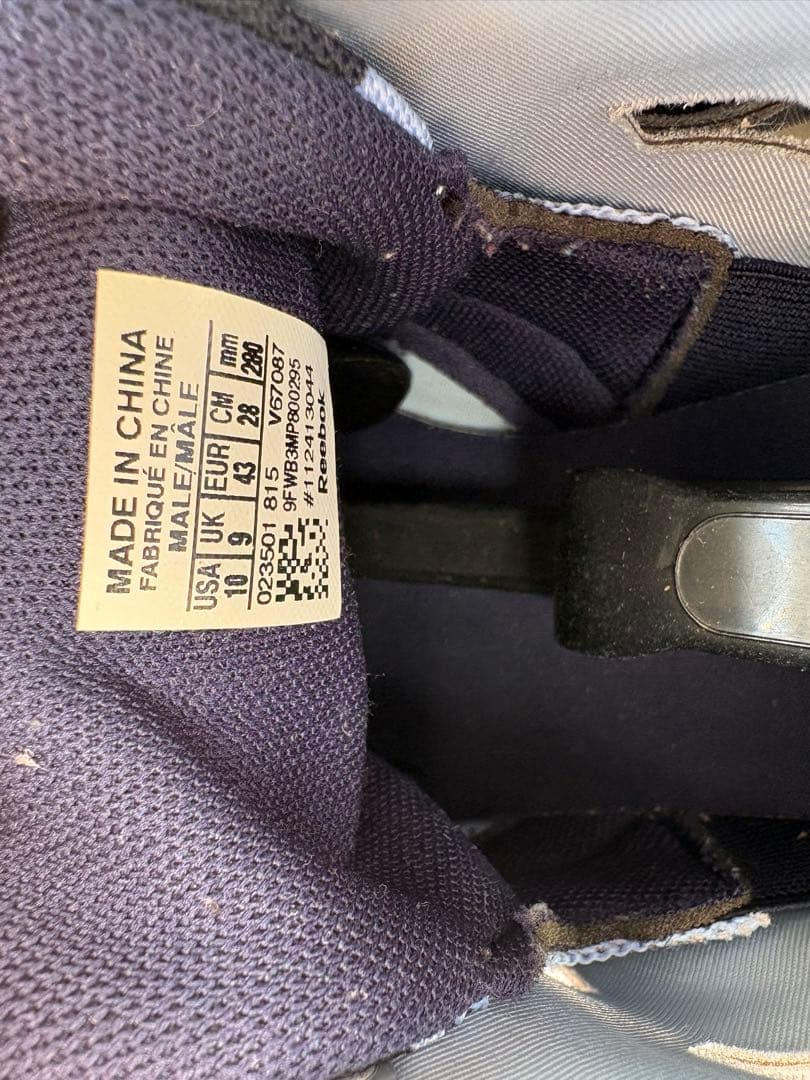 MADE IN CHINA
FABRIQUÉ EN CHINE
MALE/MÂLE
USA UK EUR CM mm
10 9 43 28 280
023501 815 V67087
9FWB3MP800295
#1124113044
Reebok